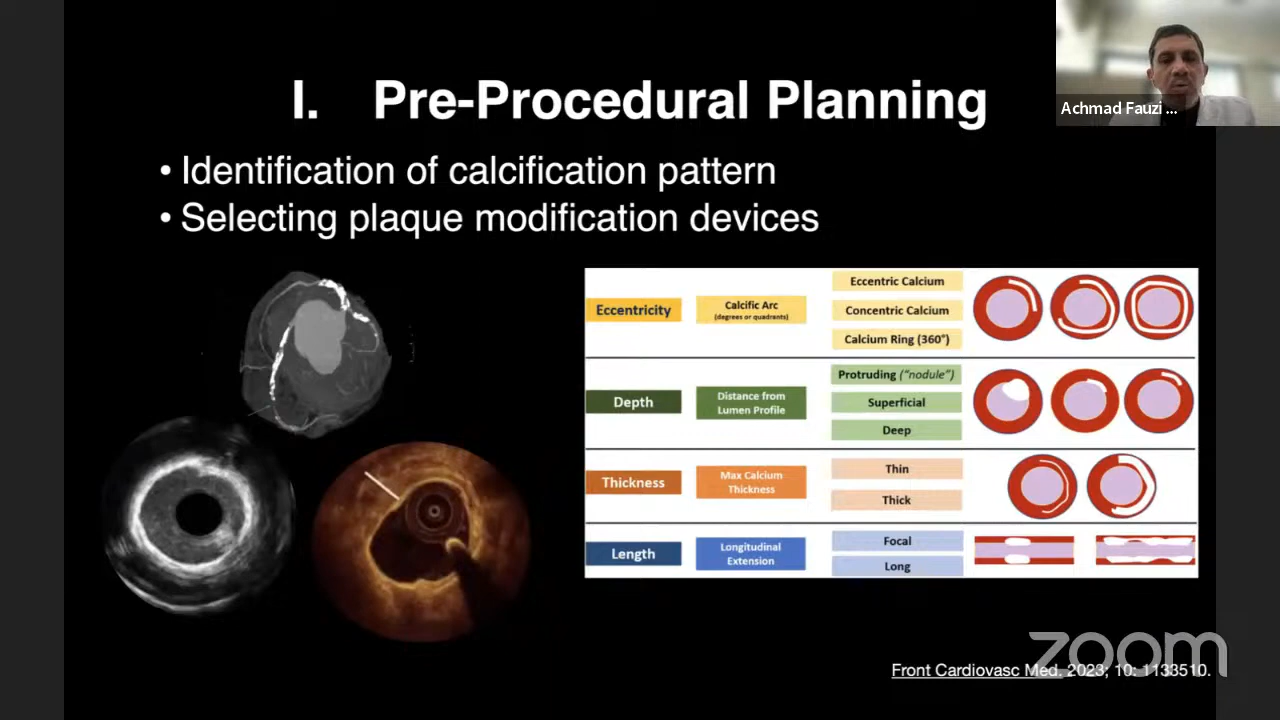 I. Pre-Procedural Planning
Achmad Fauzi ...
• Identification of calcification pattern
• Selecting plaque modification devices
Eccentricity
Calcific Arc
(degrees or quadrants)
Eccentric Calcium
Concentric Calcium
Calcium Ring (360°)
Depth
Distance from
Lumen Profile
Protruding ("nodule")
Superficial
Deep
Thickness
Max Calcium
Thickness
Thin
Thick
Length
Longitudinal
Extension
Focal
Long
zoom
Front Cardiovasc Med. 2023; 10: 1133510.